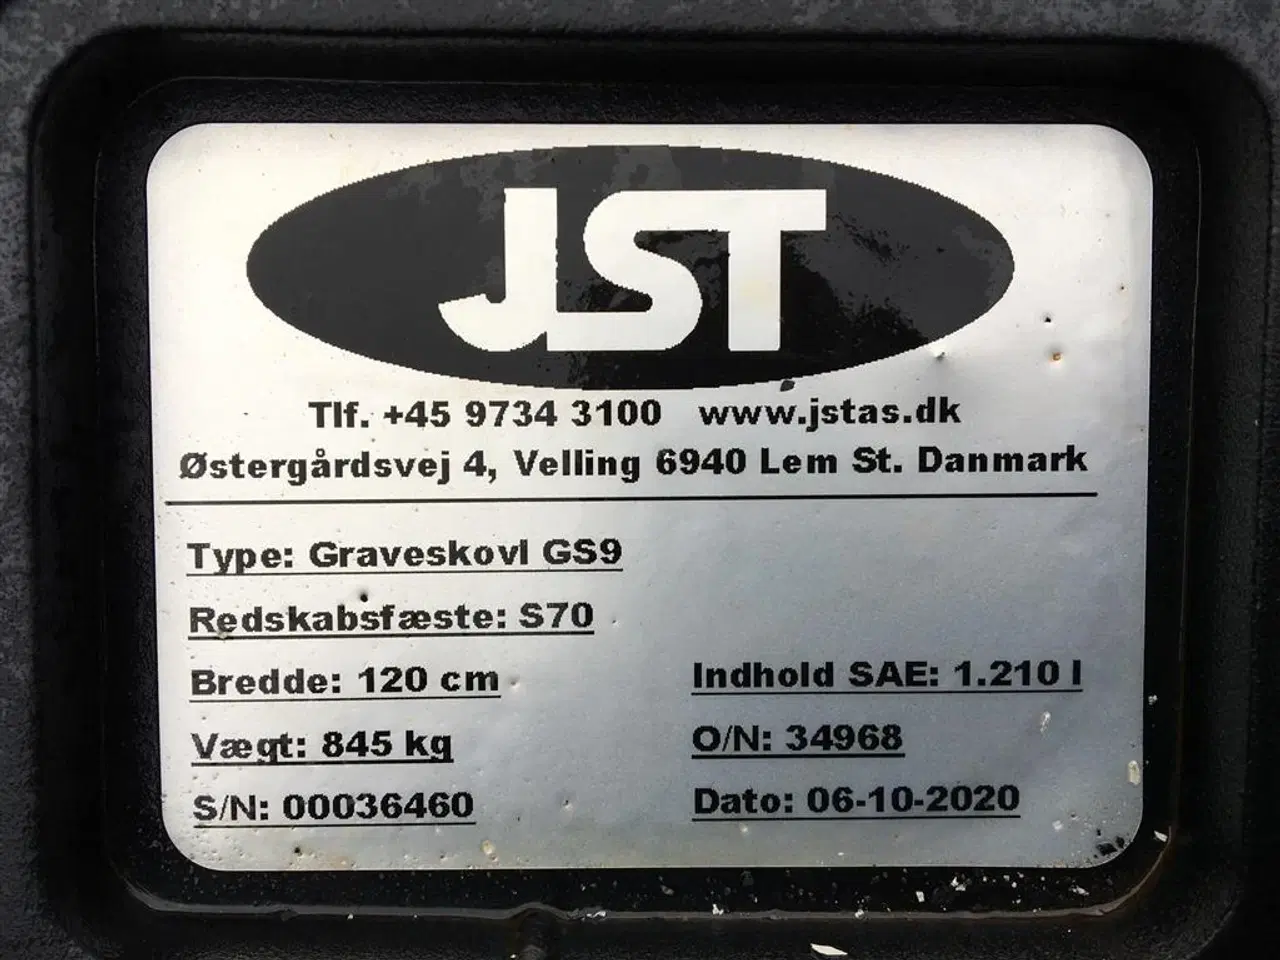 JST
Tlf. +45 9734 3100 www.jstas.dk
Østergårdsvej 4, Velling 6940 Lem St. Danmark
Type: Graveskovl GS9
Redskabsfæste: S70
Bredde: 120 cm Indhold SAE: 1.210 l
Vægt: 845 kg O/N: 34968
S/N: 00036460 Dato: 06-10-2020